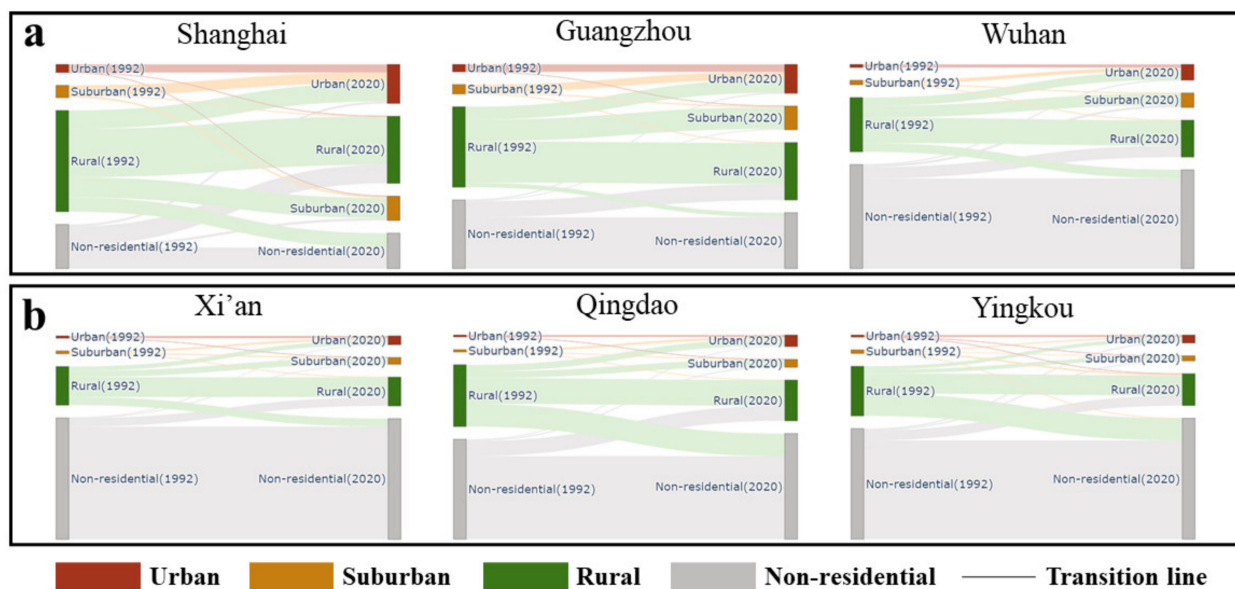 a
Shanghai
Guangzhou
Wuhan
Urban(1992)
Suburban(1992)
Rural(1992)
Non-residential(1992)
Urban(2020)
Rural(2020)
Suburban(2020)
Non-residential(2020)
Urban(1992)
Suburban(1992)
Rural(1992)
Non-residential(1992)
Urban(2020)
Suburban(2020)
Rural(2020)
Non-residential(2020)
Urban(1992)
Suburban(1992)
Rural(1992)
Non-residential(1992)
Urban(2020)
Suburban(2020)
Rural(2020)
Non-residential(2020)
b
Xi’an
Qingdao
Yingkou
Urban(1992)
Suburban(1992)
Rural(1992)
Non-residential(1992)
Urban(2020)
Suburban(2020)
Rural(2020)
Non-residential(2020)
Urban(1992)
Suburban(1992)
Rural(1992)
Non-residential(1992)
Urban(2020)
Suburban(2020)
Rural(2020)
Non-residential(2020)
Urban(1992)
Suburban(1992)
Rural(1992)
Non-residential(1992)
Urban(2020)
Suburban(2020)
Rural(2020)
Non-residential(2020)
Urban
Suburban
Rural
Non-residential
Transition line